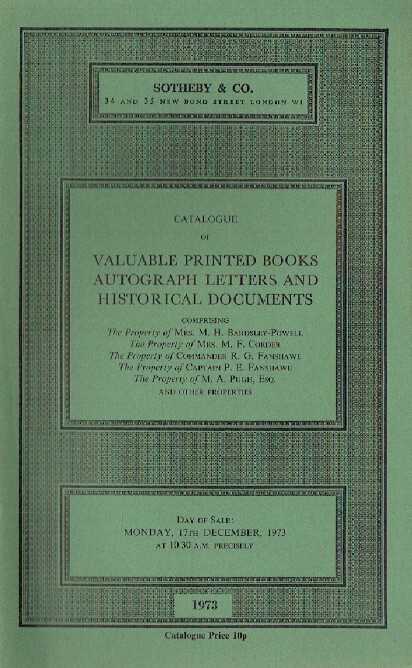 SOTHEBY & CO.
34 AND 35 NEW BOND STREET LONDON W1
CATALOGUE
OF
VALUABLE PRINTED BOOKS
AUTOGRAPH LETTERS AND
HISTORICAL DOCUMENTS
COMPRISING
The Property of MRS. M. H. BARDSLEY-POWELL
The Property of MRS. M. F. CORDER
The Property of COMMANDER R. G. FANSHAWE
The Property of CAPTAIN P. E. FANSHAWE
The Property of M. A. PUGH, ESQ.
AND OTHER PROPERTIES
DAY OF SALE:
MONDAY, 17TH DECEMBER, 1973
AT 10.30 A.M. PRECISELY
1973
Catalogue Price 10p